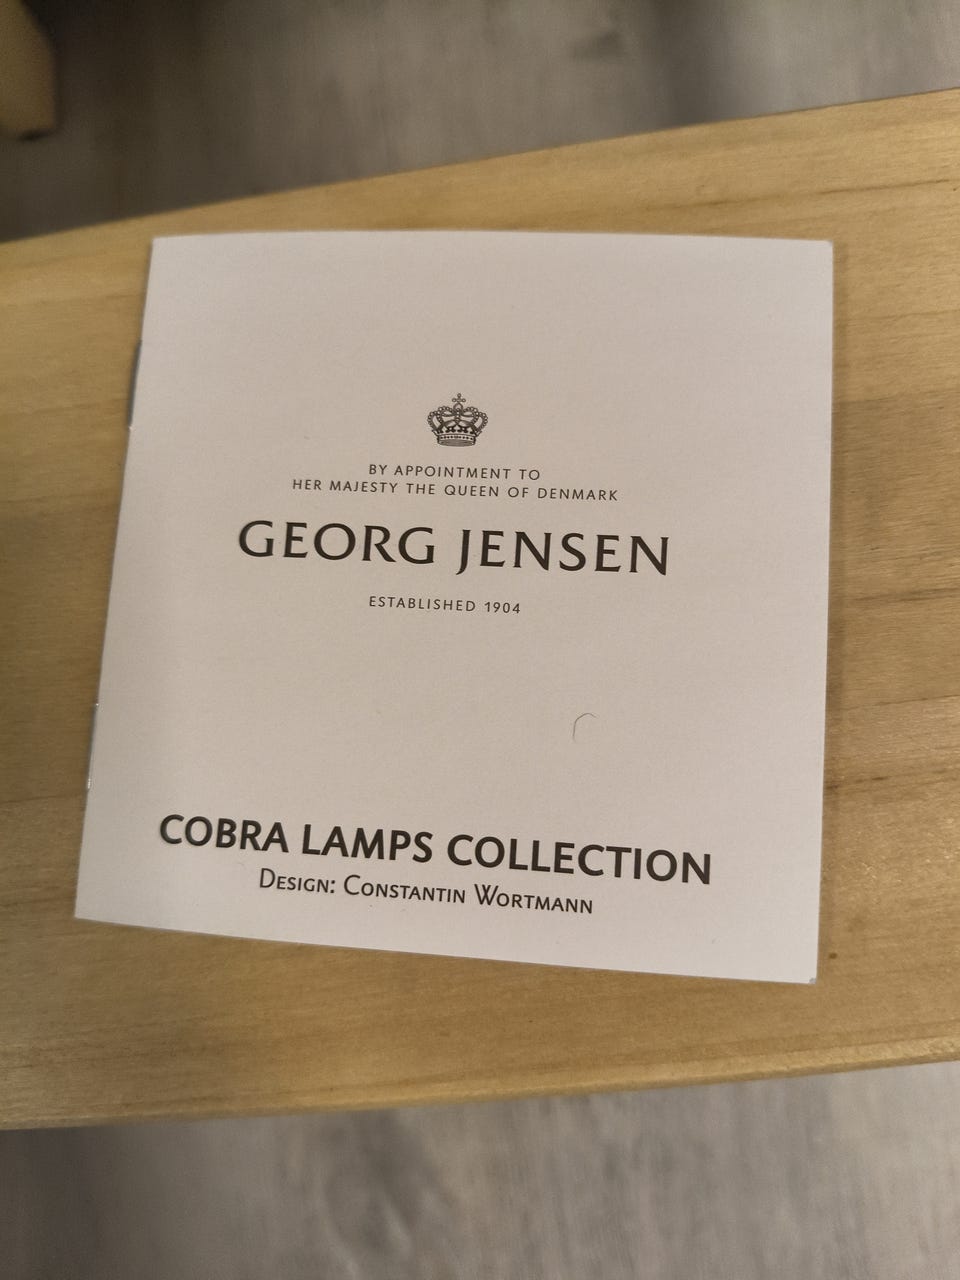 BY APPOINTMENT TO
HER MAJESTY THE QUEEN OF DENMARK
GEORG JENSEN
ESTABLISHED 1904
COBRA LAMPS COLLECTION
DESIGN: CONSTANTIN WORTMANN